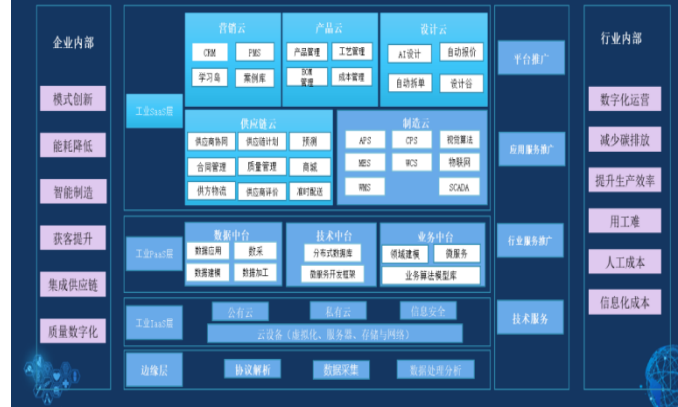 企业内部
模式创新
能耗降低
智能制造
获客提升
集成供应链
质量数字化
工业SaaS层
营销云
CRM
PMS
学习岛
案例库
产品云
产品管理
工艺管理
BOM
管理
成本管理
设计云
AI设计
自动报价
自动拆单
设计谷
供应链云
供应商协同
供应链计划
预测
合同管理
质量管理
商城
供方物流
供应商评价
准时配送
制造云
APS
CPS
视觉算法
MES
WCS
物联网
WMS
SCADA
工业PaaS层
数据中台
数据应用
数采
数据建模
数据加工
技术中台
分布式数据库
微服务开发框架
业务中台
领域建模
微服务
业务算法模型库
工业IaaS层
公有云
私有云
信息安全
云设备（虚拟化、服务器、存储与网络）
边缘层
协议解析
数据采集
数据处理分析
平台推广
应用服务推广
行业服务推广
技术服务
行业内部
数字化运营
减少碳排放
提升生产效率
用工难
人工成本
信息化成本